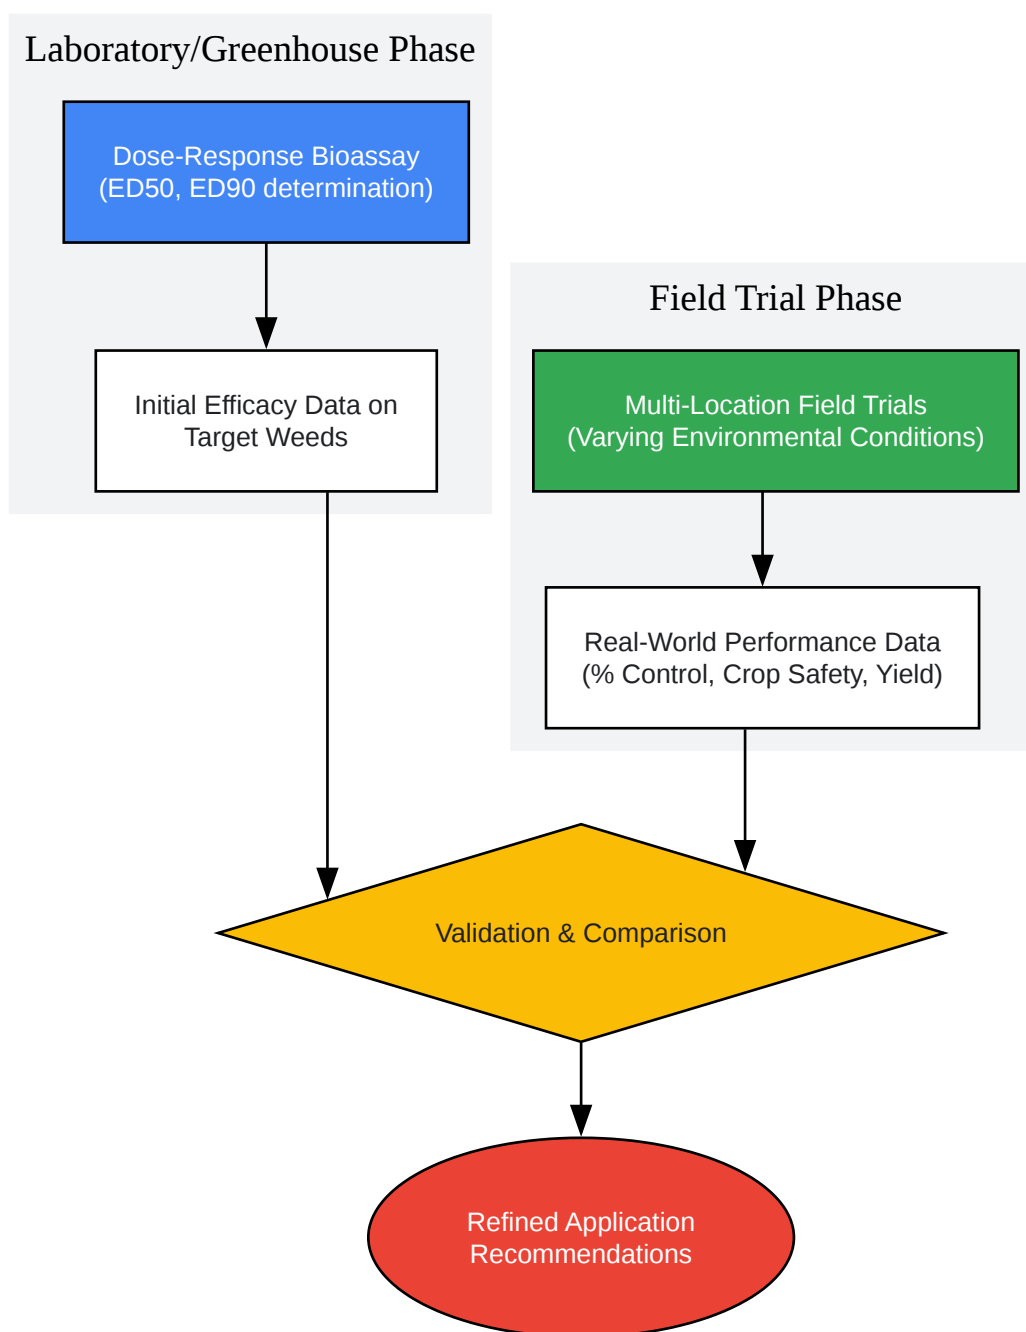 Laboratory/Greenhouse Phase
Dose-Response Bioassay
(ED50, ED90 determination)
Initial Efficacy Data on
Target Weeds
Field Trial Phase
Multi-Location Field Trials
(Varying Environmental Conditions)
Real-World Performance Data
(% Control, Crop Safety, Yield)
Validation & Comparison
Refined Application
Recommendations